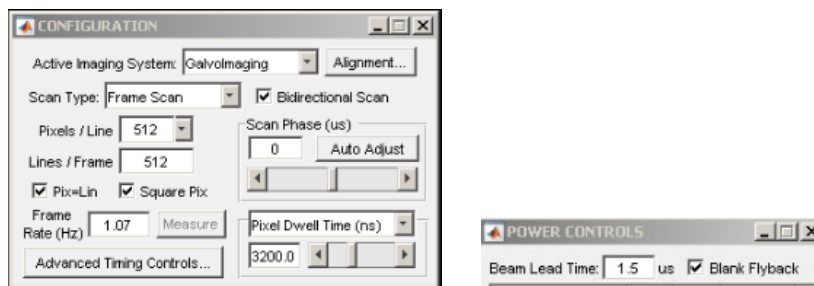 CONFIGURATION
Active Imaging System: GalvoImaging Alignment...
Scan Type: Frame Scan Bidirectional Scan
Pixels / Line 512
Lines / Frame 512
Pix=Lin Square Pix
Frame Rate (Hz) 1.07 Measure
Advanced Timing Controls...
Scan Phase (us)
0 Auto Adjust
Pixel Dwell Time (ns)
3200.0
POWER CONTROLS
Beam Lead Time: 1.5 us Blank Flyback